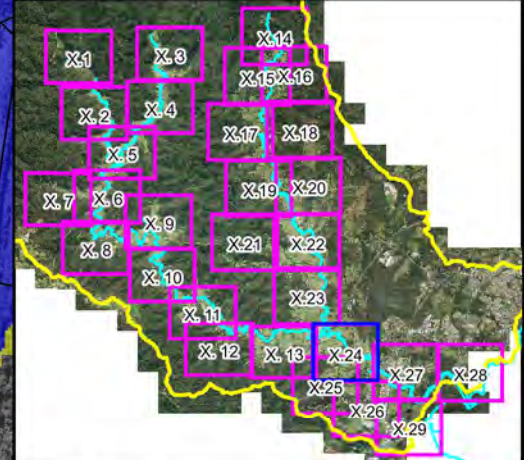 X.1
X. 2
X. 3
X. 4
X. 5
X. 6
X. 7
X. 8
X. 9
X. 10
X. 11
X. 12
X. 13
X.14
X.15
X.16
X.17
X.18
X.19
X.20
X.21
X.22
X.23
X.24
X.25
X.26
X.27
X.28
X.29